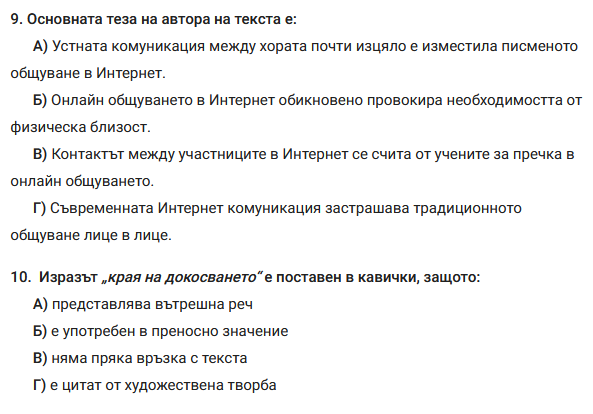 9. Основната теза на автора на текста е:
А) Устната комуникация между хората почти изцяло е изместила писменото
общуване в Интернет.
Б) Онлайн общуването в Интернет обикновено провокира необходимостта от
физическа близост.
В) Контактът между участниците в Интернет се счита от учените за пречка в
онлайн общуването.
Г) Съвременната Интернет комуникация застрашава традиционното
общуване лице в лице.
10. Изразът „края на докосването“ е поставен в кавички, защото:
А) представлява вътрешна реч
Б) е употребен в преносно значение
В) няма пряка връзка с текста
Г) е цитат от художествена творба